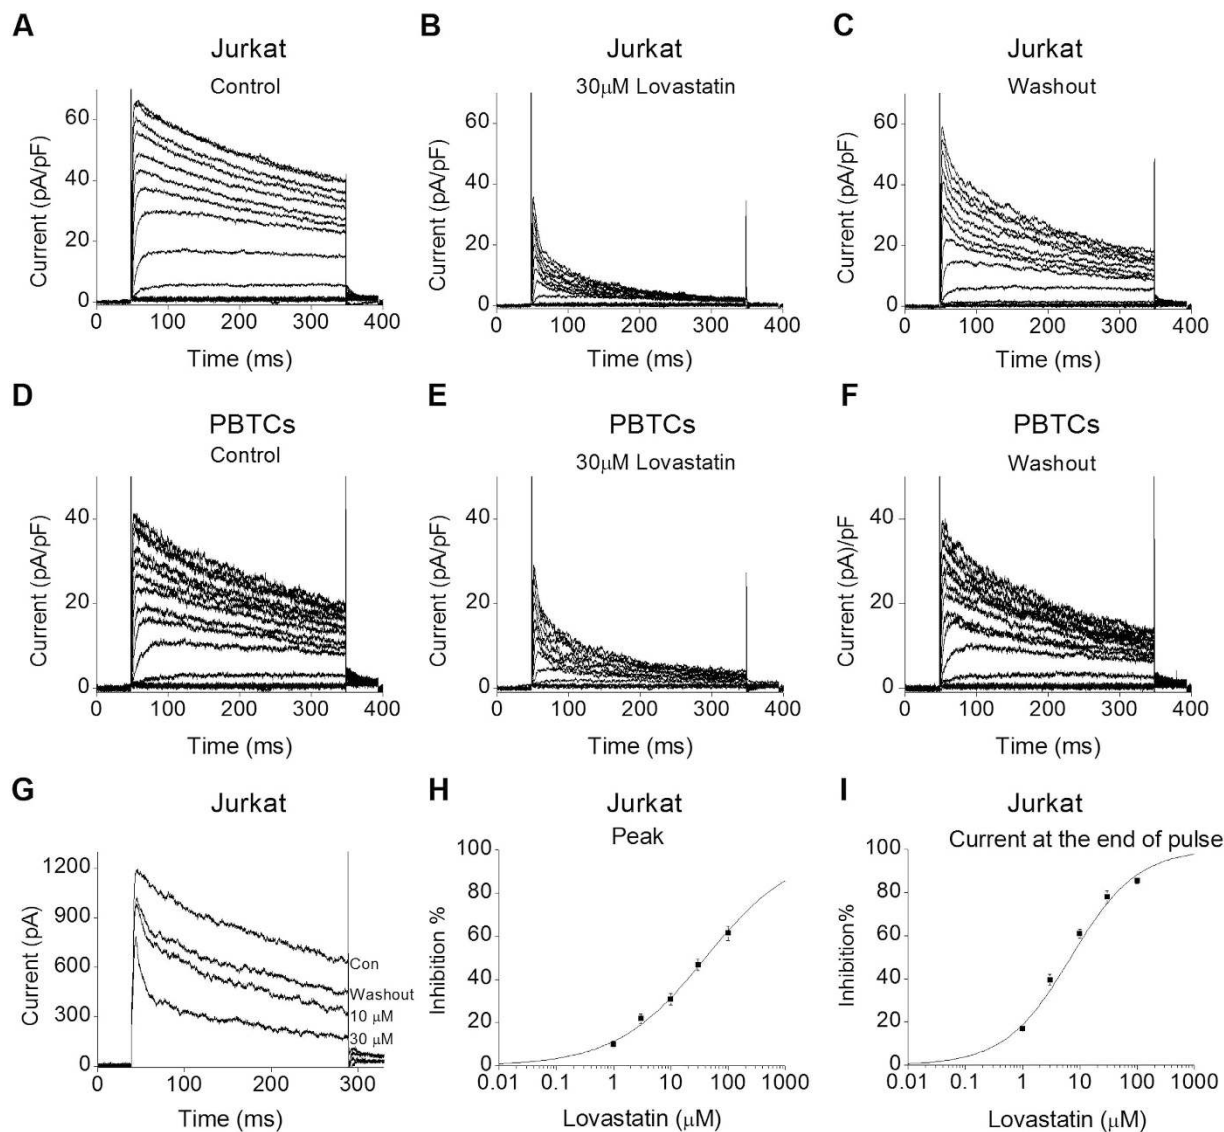 A
Jurkat
Control
Current (pA/pF)
60
40
20
0
0 100 200 300 400
Time (ms)
B
Jurkat
30μM Lovastatin
Current (pA/pF)
60
40
20
0
0 100 200 300 400
Time (ms)
C
Jurkat
Washout
Current (pA/pF)
60
40
20
0
0 100 200 300 400
Time (ms)
D
PBTCs
Control
Current (pA/pF)
40
20
0
0 100 200 300 400
Time (ms)
E
PBTCs
30μM Lovastatin
Current (pA/pF)
40
20
0
0 100 200 300 400
Time (ms)
F
PBTCs
Washout
Current (pA)/pF)
40
20
0
0 100 200 300 400
Time (ms)
G
Jurkat
Current (pA)
1200
900
600
300
0
Con
Washout
10 μM
30 μM
0 100 200 300
Time (ms)
H
Jurkat
Peak
Inhibition %
100
80
60
40
20
0
0.01 0.1 1 10 100 1000
Lovastatin (μM)
I
Jurkat
Current at the end of pulse
Inhibition%
100
80
60
40
20
0
0.01 0.1 1 10 100 1000
Lovastatin (μM)